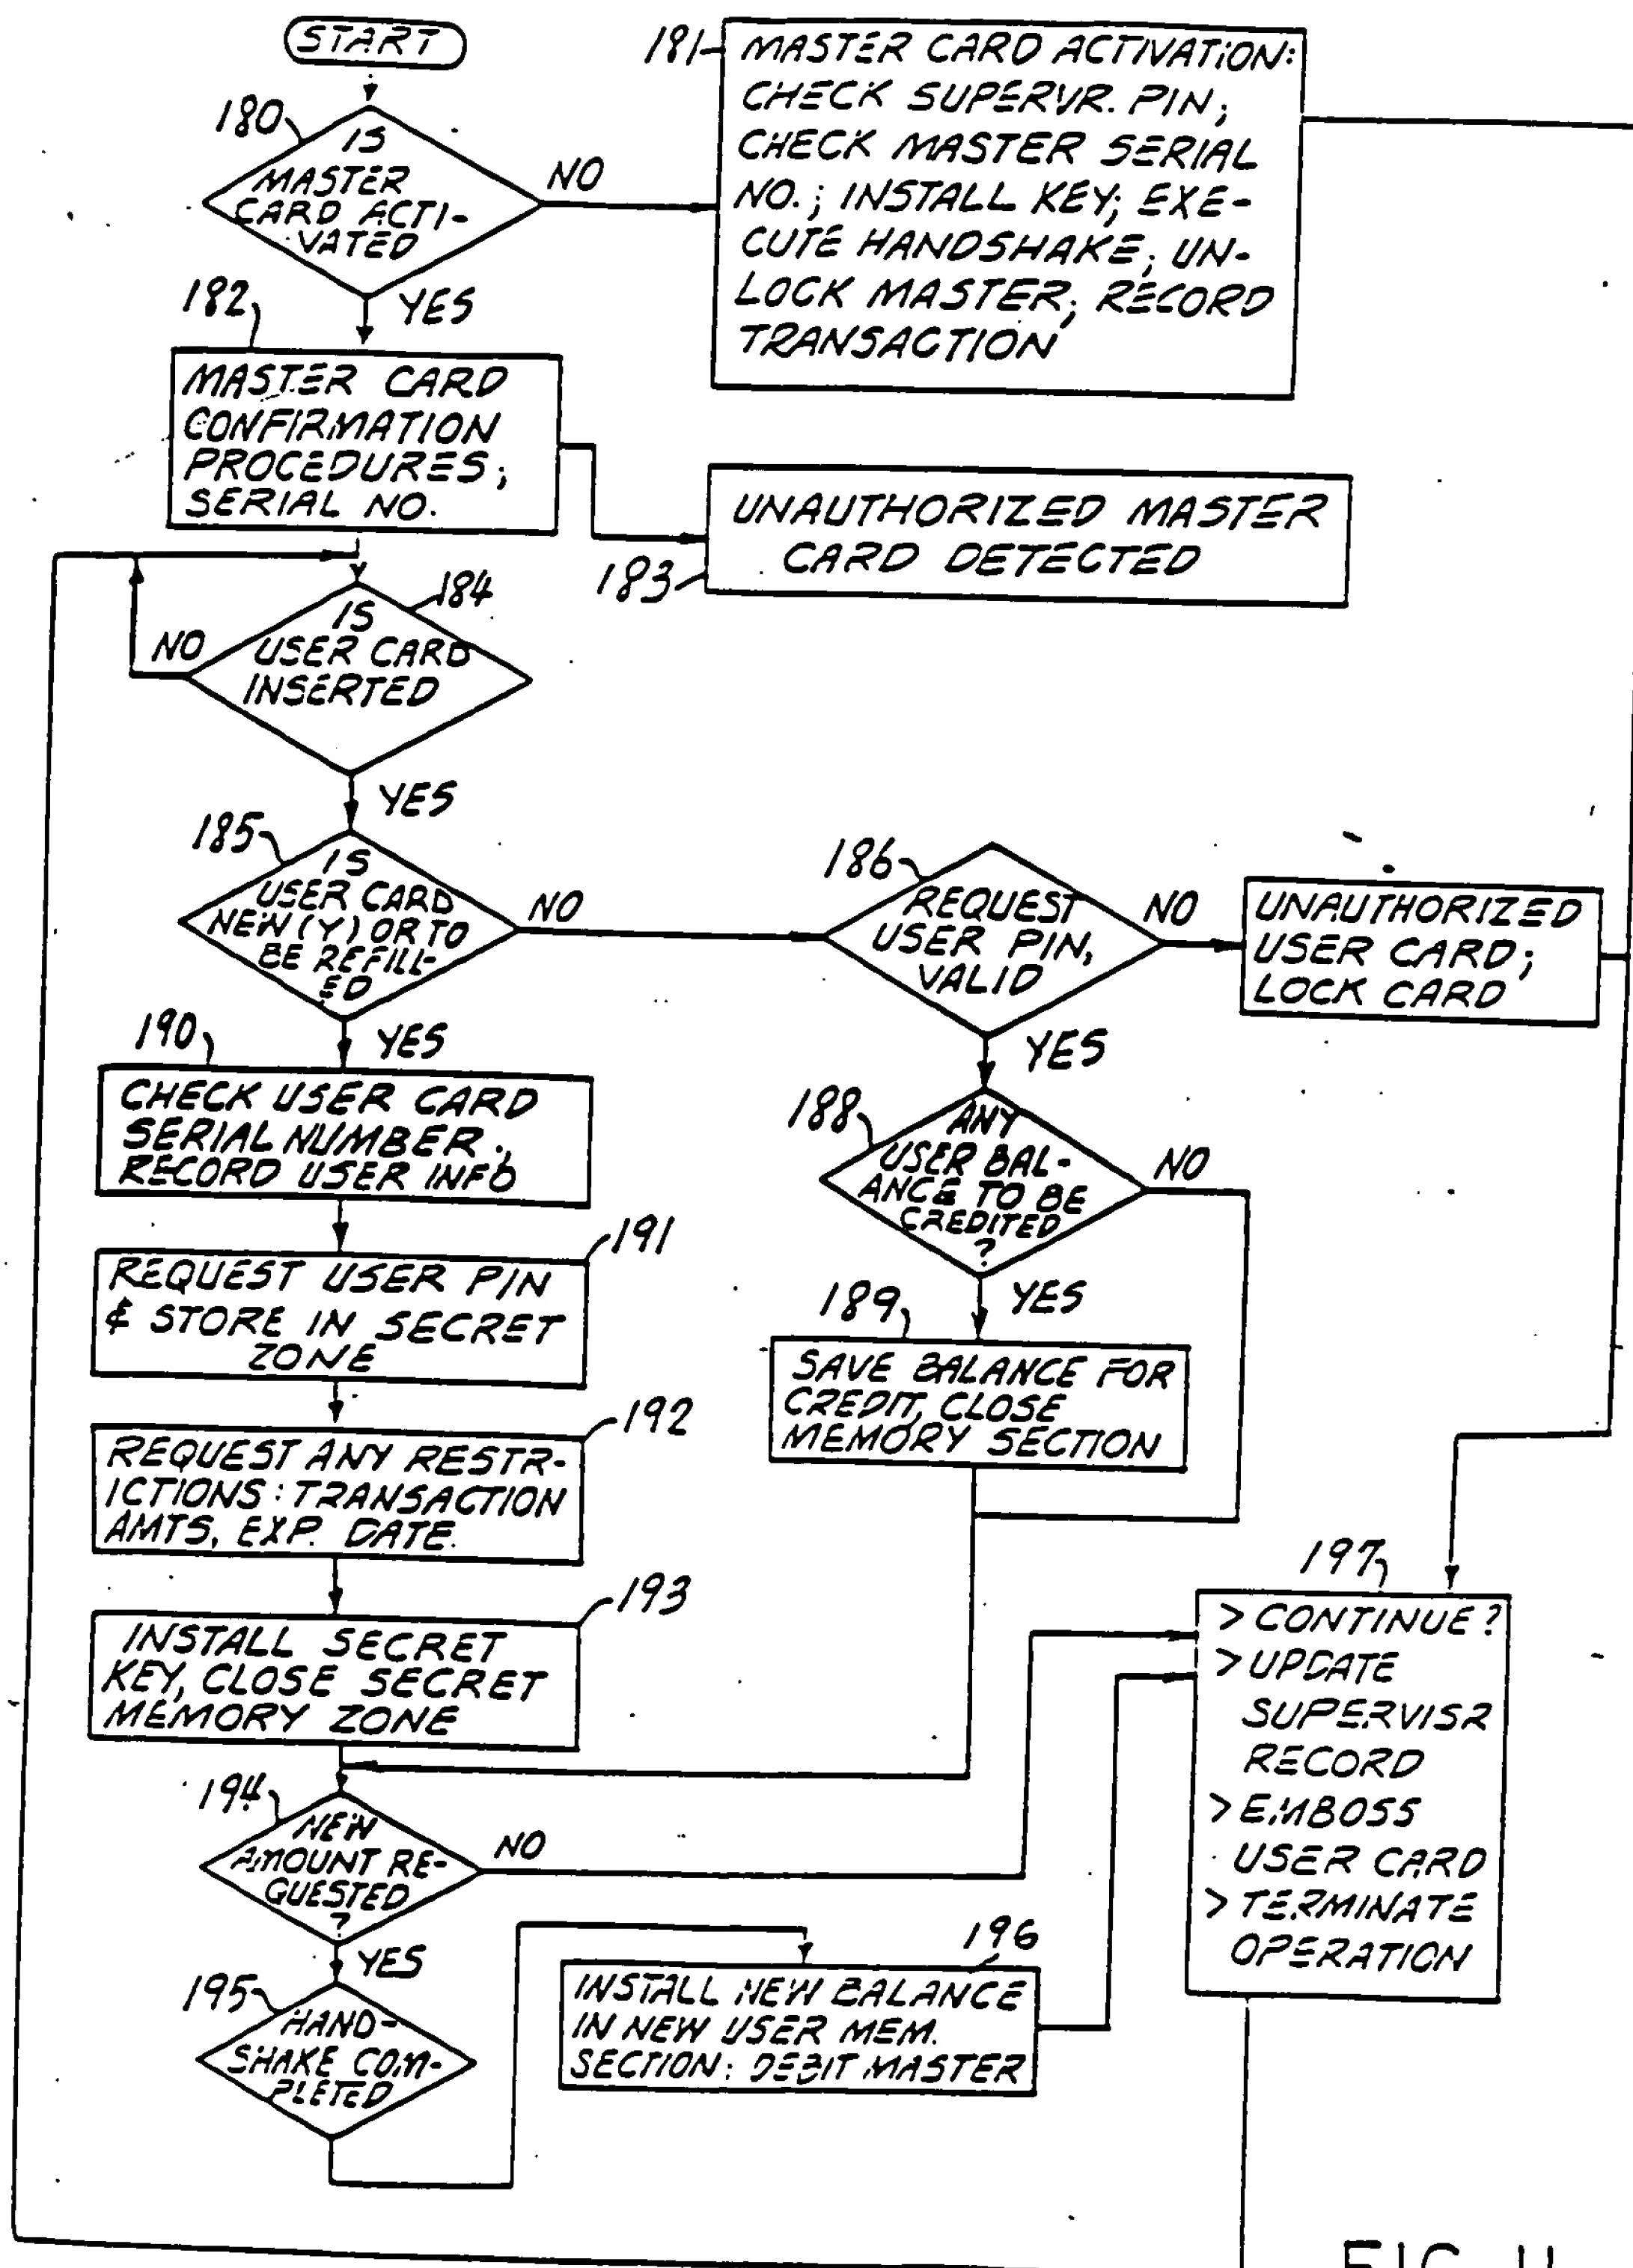 START
180
IS
MASTER
CARD ACTI-
VATED
NO
YES
181
MASTER CARD ACTIVATION:
CHECK SUPERVR. PIN;
CHECK MASTER SERIAL
NO.; INSTALL KEY; EXE-
CUTE HANDSHAKE; UN-
LOCK MASTER; RECORD
TRANSACTION
182
MASTER CARD
CONFIRMATION
PROCEDURES;
SERIAL NO.
UNAUTHORIZED MASTER
CARD DETECTED
183
184
IS
USER CARD
INSERTED
NO
YES
185
IS
USER CARD
NEW (Y) OR TO
BE REFILL-
ED
NO
YES
186
REQUEST
USER PIN,
VALID
NO
YES
UNAUTHORIZED
USER CARD;
LOCK CARD
188
ANY
USER BAL-
ANCE TO BE
CREDITED
?
NO
YES
189
SAVE BALANCE FOR
CREDIT, CLOSE
MEMORY SECTION
190
CHECK USER CARD
SERIAL NUMBER;
RECORD USER INFO
191
REQUEST USER PIN
& STORE IN SECRET
ZONE
192
REQUEST ANY RESTR-
ICTIONS: TRANSACTION
AMTS, EXP. DATE.
193
INSTALL SECRET
KEY, CLOSE SECRET
MEMORY ZONE
194
NEW
AMOUNT RE-
QUESTED
?
NO
YES
195
HAND-
SHAKE COM-
PLETED
196
INSTALL NEW BALANCE
IN NEW USER MEM.
SECTION: DEBIT MASTER
197
> CONTINUE?
> UPDATE
SUPERVISR
RECORD
> EMBOSS
USER CARD
> TERMINATE
OPERATION
FIG. 11